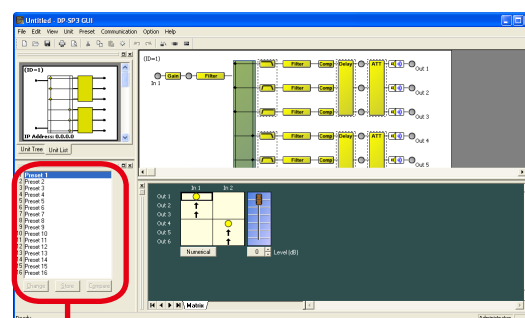 Untitled - DP-SP3 GUI
File Edit View Unit Preset Communication Option Help
(ID=1)
IP Address: 0.0.0.0
Unit Tree Unit List
(ID=1)
In 1
Gain
Filter
Filter Comp Delay ATT Out 1
Filter Comp Out 2
Filter Comp Out 3
Filter Comp Delay ATT Out 4
Filter Comp Out 5
1 Preset 1
2 Preset 2
3 Preset 3
4 Preset 4
5 Preset 5
6 Preset 6
7 Preset 7
8 Preset 8
9 Preset 9
10 Preset 10
11 Preset 11
12 Preset 12
13 Preset 13
14 Preset 14
15 Preset 15
16 Preset 16
Change Store Compare
In 1 In 2
Out 1
Out 2
Out 3
Out 4
Out 5
Out 6
Numerical
0 Level (dB)
Matrix
Ready
Administrator